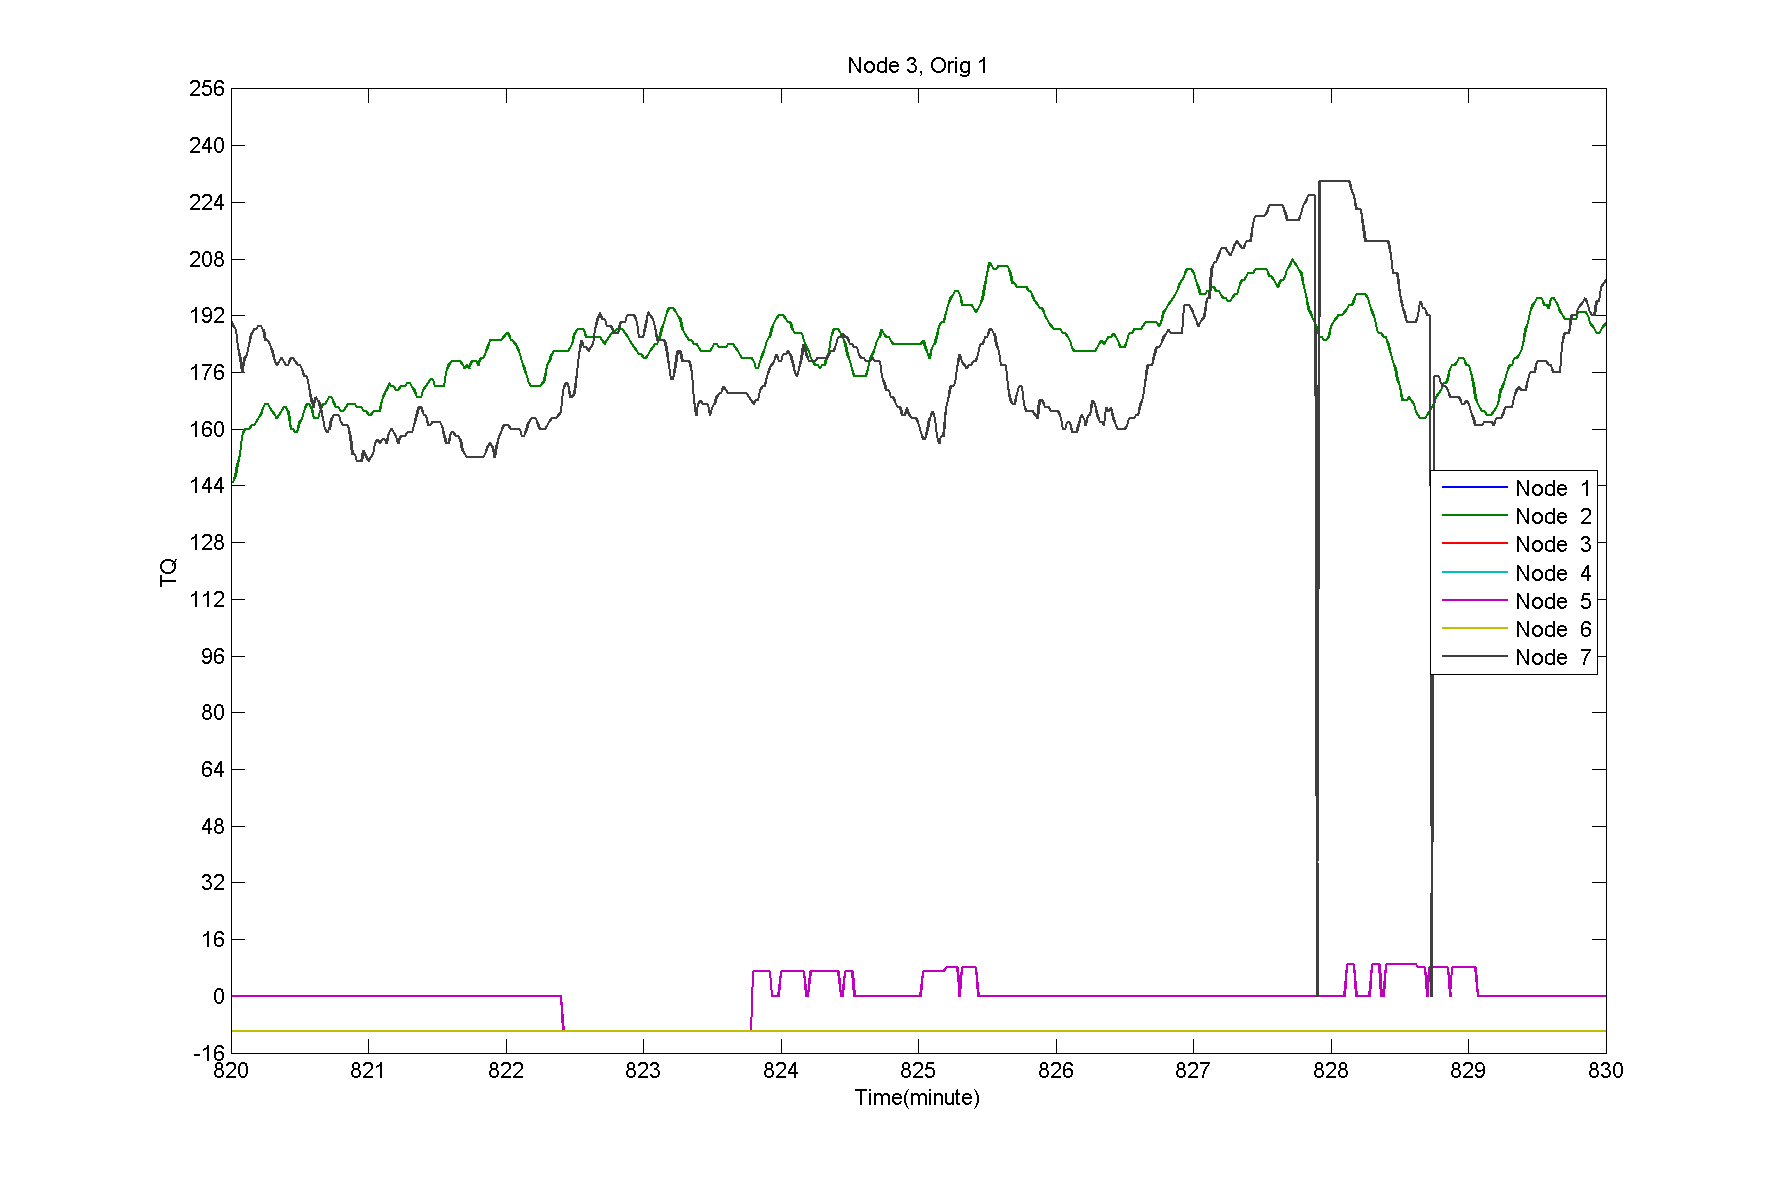 Node 3, Orig 1
256
240
224
208
192
176
160
144
128
112
96
80
64
48
32
16
0
-16
TQ
Node 1
Node 2
Node 3
Node 4
Node 5
Node 6
Node 7
820 821 822 823 824 825 826 827 828 829 830
Time(minute)